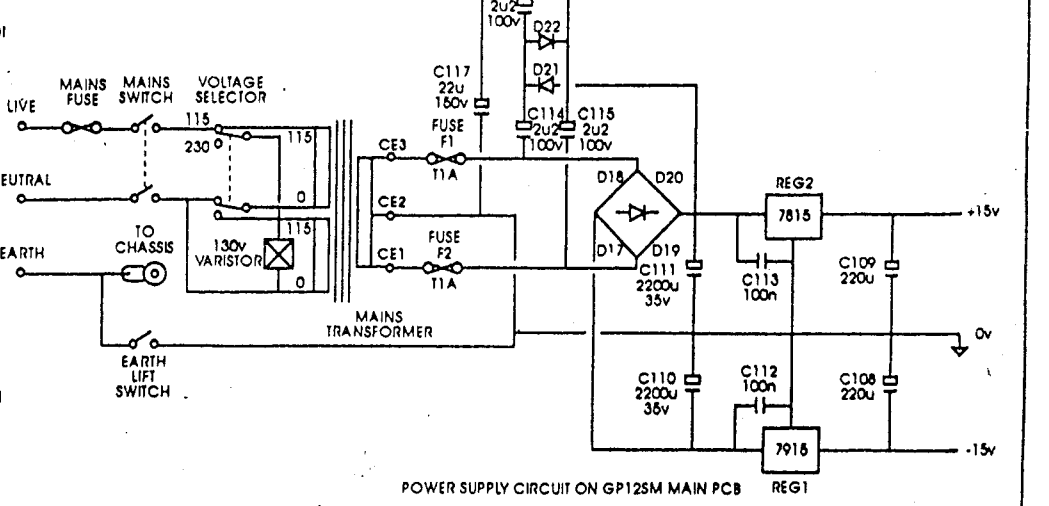 2u2
100v
D22
D21
C117
22u
150v
C114
2u2
100v
C115
2u2
100v
LIVE
MAINS
FUSE
MAINS
SWITCH
VOLTAGE
SELECTOR
115
230
115
0
115
0
EUTRAL
EARTH
TO
CHASSIS
130v
VARISTOR
EARTH
LIFT
SWITCH
MAINS
TRANSFORMER
CE3
FUSE
F1
T1A
CE2
CE1
FUSE
F2
T1A
D18
D20
D17
D19
C111
2200u
35v
C110
2200u
35v
REG2
7815
+15v
C113
100n
C109
220u
0v
C112
100n
C108
220u
7915
REG1
-15v
POWER SUPPLY CIRCUIT ON GP12SM MAIN PCB